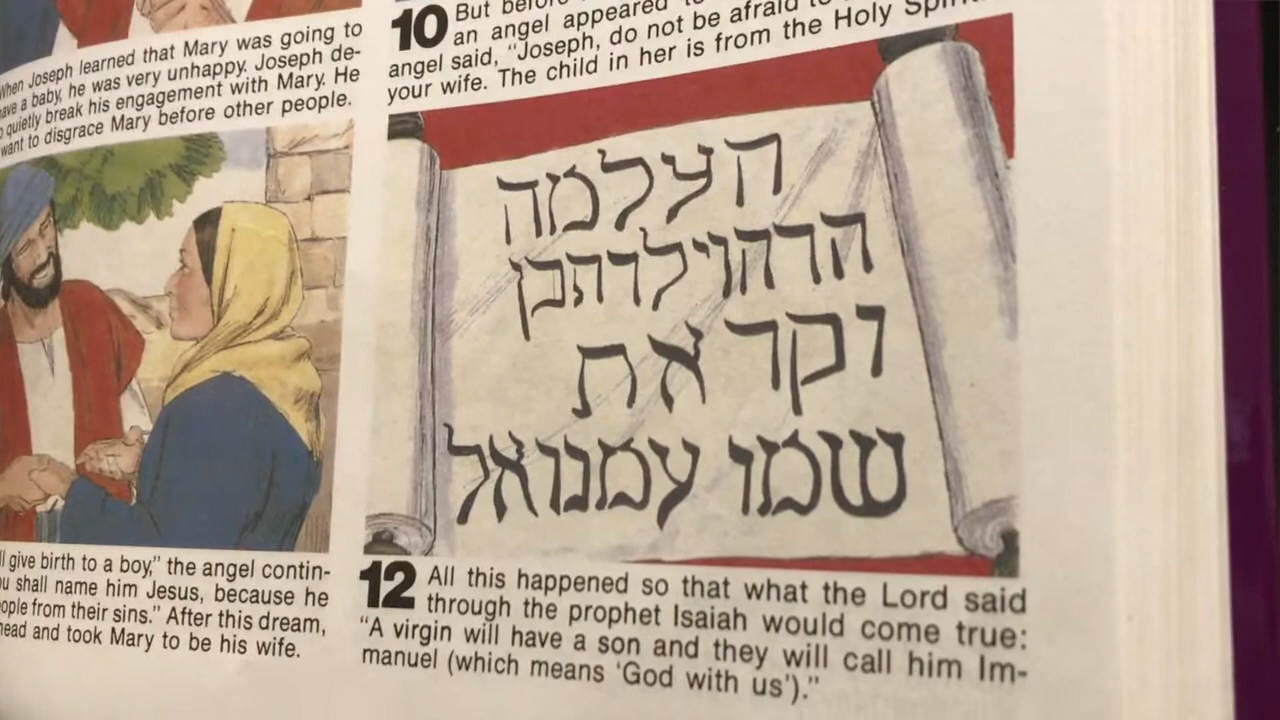 When Joseph learned that Mary was going to
have a baby, he was very unhappy. Joseph de-
quietly break his engagement with Mary. He
want to disgrace Mary before other people.
10 But before
an angel appeared
angel said, "Joseph, do not be afraid to
your wife. The child in her is from the Holy Spirit.
העלמה
הרהוילדהבן
וקר את
שמו עמנואל
ll give birth to a boy," the angel contin-
ou shall name him Jesus, because he
ople from their sins." After this dream,
head and took Mary to be his wife.
12 All this happened so that what the Lord said
through the prophet Isaiah would come true:
"A virgin will have a son and they will call him Im-
manuel (which means 'God with us')."